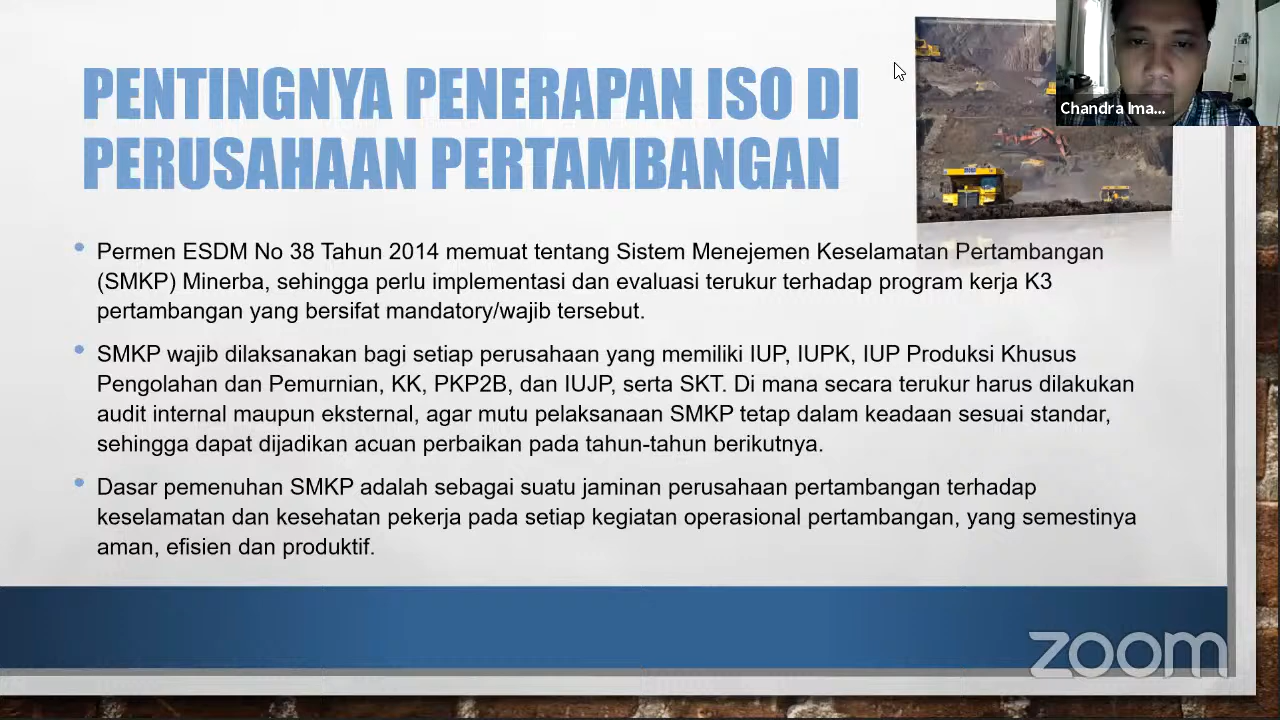 PENTINGNYA PENERAPAN ISO DI
PERUSAHAAN PERTAMBANGAN
Chandra Ima...
Permen ESDM No 38 Tahun 2014 memuat tentang Sistem Menejemen Keselamatan Pertambangan
(SMKP) Minerba, sehingga perlu implementasi dan evaluasi terukur terhadap program kerja K3
pertambangan yang bersifat mandatory/wajib tersebut.
SMKP wajib dilaksanakan bagi setiap perusahaan yang memiliki IUP, IUPK, IUP Produksi Khusus
Pengolahan dan Pemurnian, KK, PKP2B, dan IUJP, serta SKT. Di mana secara terukur harus dilakukan
audit internal maupun eksternal, agar mutu pelaksanaan SMKP tetap dalam keadaan sesuai standar,
sehingga dapat dijadikan acuan perbaikan pada tahun-tahun berikutnya.
Dasar pemenuhan SMKP adalah sebagai suatu jaminan perusahaan pertambangan terhadap
keselamatan dan kesehatan pekerja pada setiap kegiatan operasional pertambangan, yang semestinya
aman, efisien dan produktif.
zoom